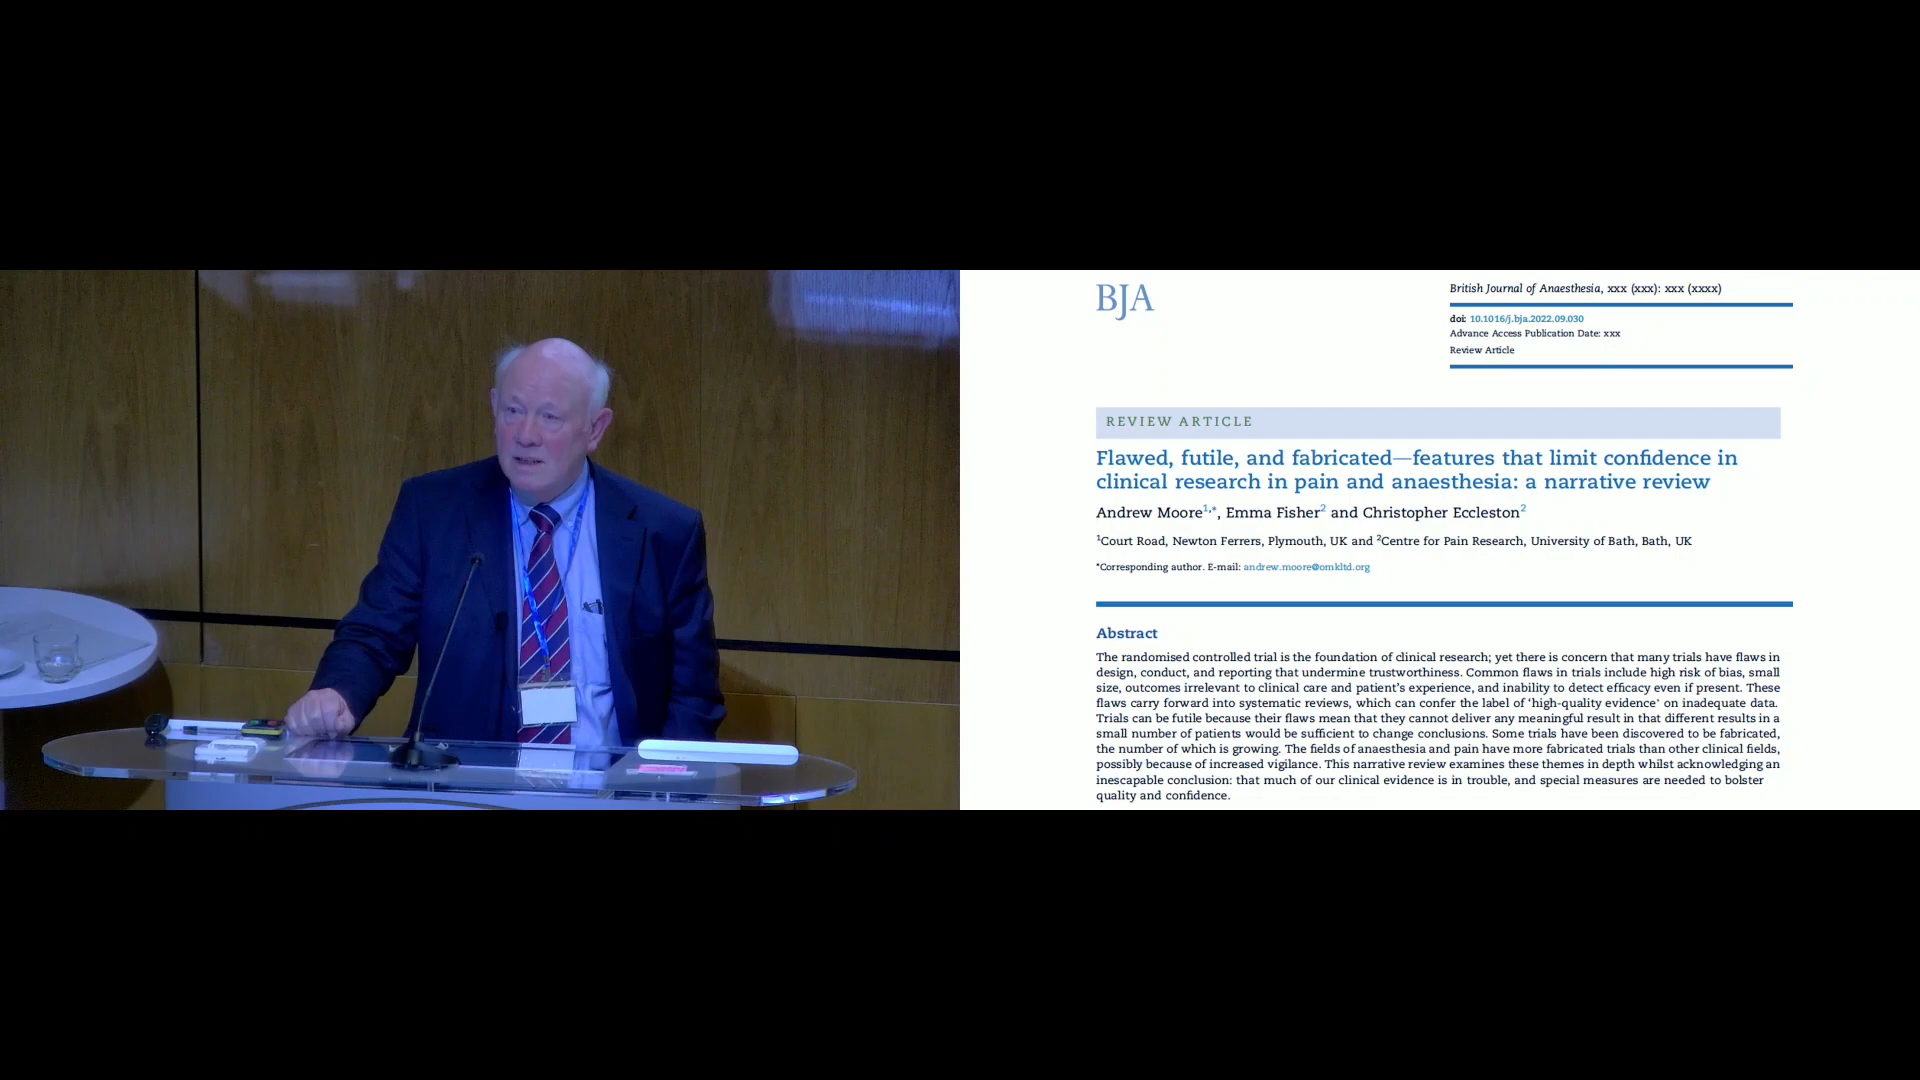 BJA
British Journal of Anaesthesia, xxx (xxx): xxx (xxxx)
doi: 10.1016/j.bja.2022.09.030
Advance Access Publication Date: xxx
Review Article
REVIEW ARTICLE
Flawed, futile, and fabricated—features that limit confidence in
clinical research in pain and anaesthesia: a narrative review
Andrew Moore1,*, Emma Fisher2 and Christopher Eccleston2
1Court Road, Newton Ferrers, Plymouth, UK and 2Centre for Pain Research, University of Bath, Bath, UK
*Corresponding author. E-mail: andrew.moore@omkltd.org
Abstract
The randomised controlled trial is the foundation of clinical research; yet there is concern that many trials have flaws in
design, conduct, and reporting that undermine trustworthiness. Common flaws in trials include high risk of bias, small
size, outcomes irrelevant to clinical care and patient's experience, and inability to detect efficacy even if present. These
flaws carry forward into systematic reviews, which can confer the label of 'high-quality evidence' on inadequate data.
Trials can be futile because their flaws mean that they cannot deliver any meaningful result in that different results in a
small number of patients would be sufficient to change conclusions. Some trials have been discovered to be fabricated,
the number of which is growing. The fields of anaesthesia and pain have more fabricated trials than other clinical fields,
possibly because of increased vigilance. This narrative review examines these themes in depth whilst acknowledging an
inescapable conclusion: that much of our clinical evidence is in trouble, and special measures are needed to bolster
quality and confidence.